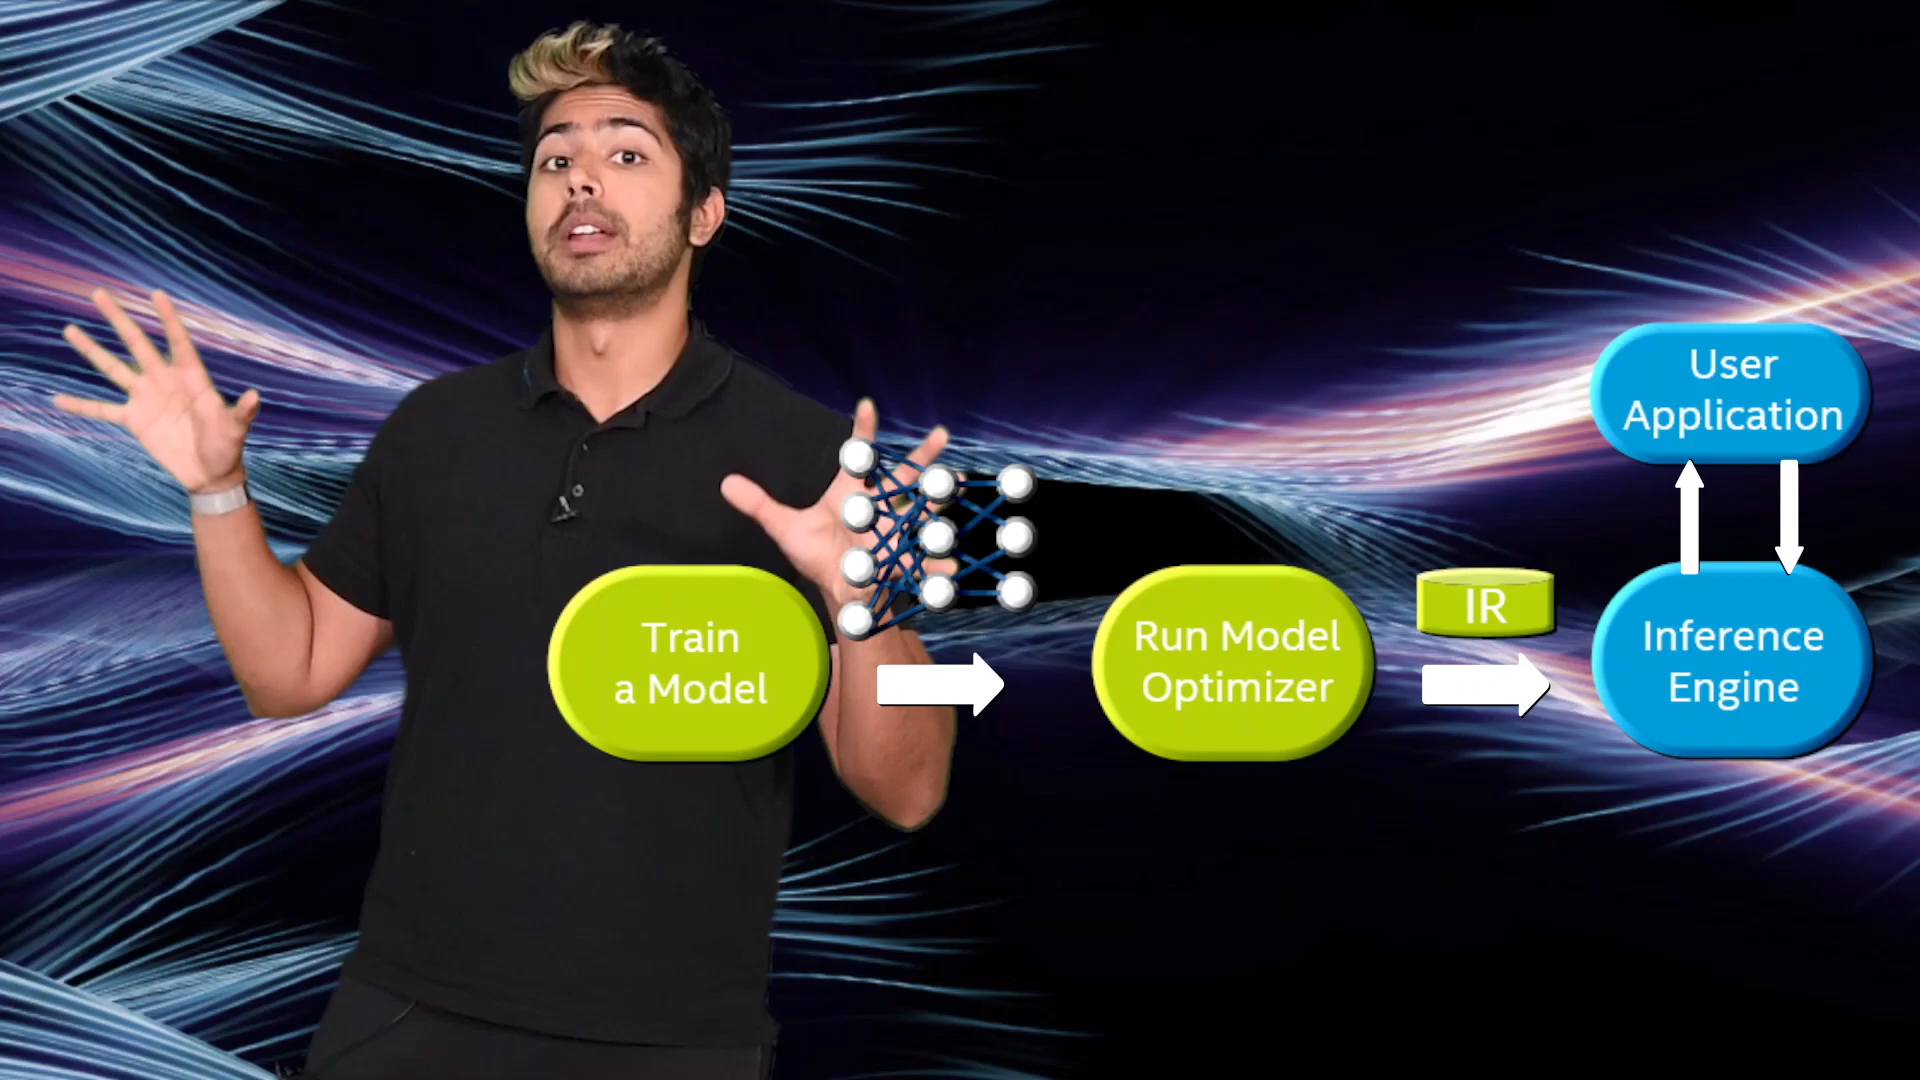 User
Application
Train
a Model
Run Model
Optimizer
IR
Inference
Engine